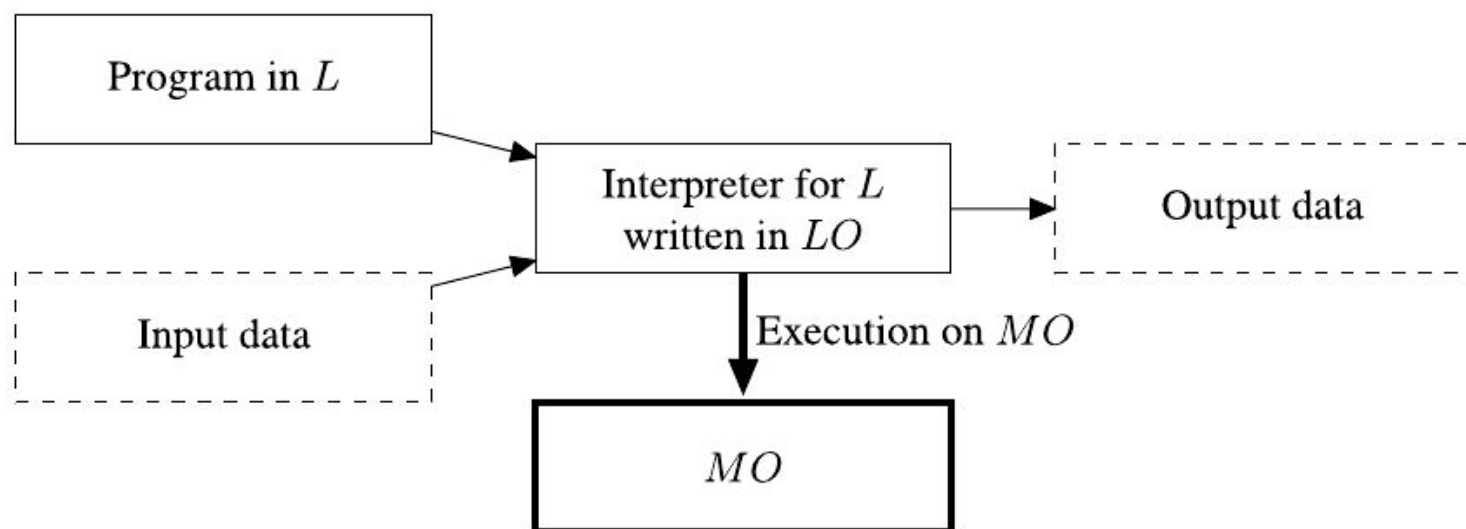 Program in L
Interpreter for L
written in LO
Output data
Input data
Execution on MO
MO